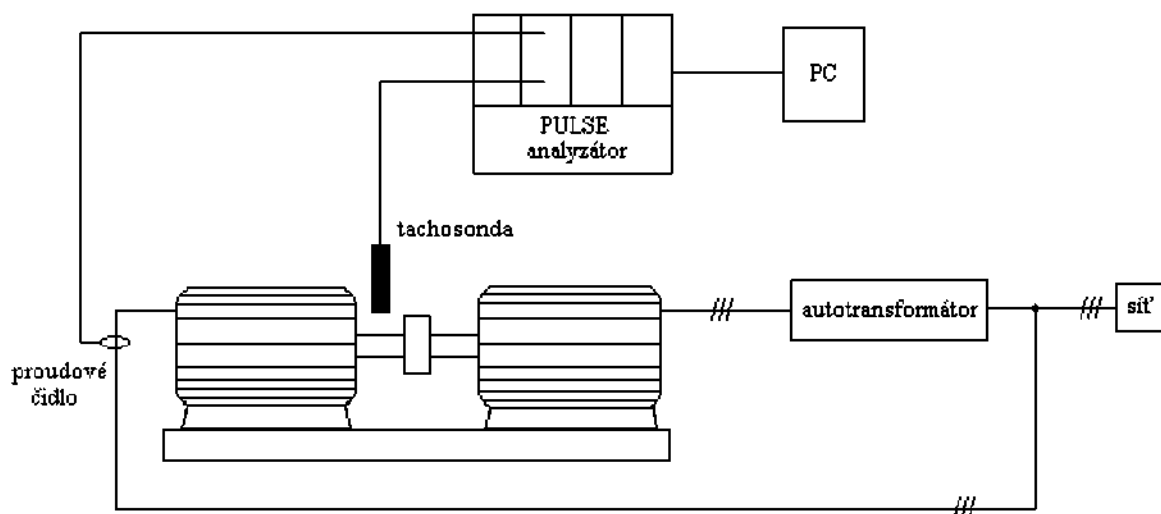 PC
PULSE
analyzátor
tachosonda
autotransformátor
síť
proudové
čidlo